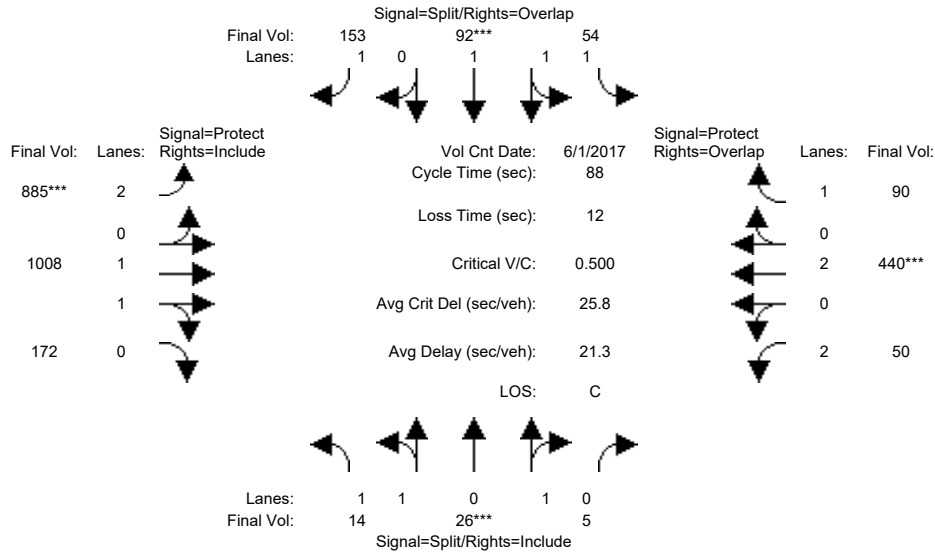 Signal=Split/Rights=Overlap
Final Vol: 153 92*** 54
Lanes: 1 0 1 1 1
Signal=Protect
Final Vol: Lanes: Rights=Include
Vol Cnt Date: 6/1/2017
Signal=Protect
Rights=Overlap Lanes: Final Vol:
Cycle Time (sec): 88
885*** 2
1 90
Loss Time (sec): 12
0
0
1008 1
Critical V/C: 0.500
2 440***
1
Avg Crit Del (sec/veh): 25.8
0
172 0
Avg Delay (sec/veh): 21.3
2 50
LOS: C
Lanes: 1 1 0 1 0
Final Vol: 14 26*** 5
Signal=Split/Rights=Include